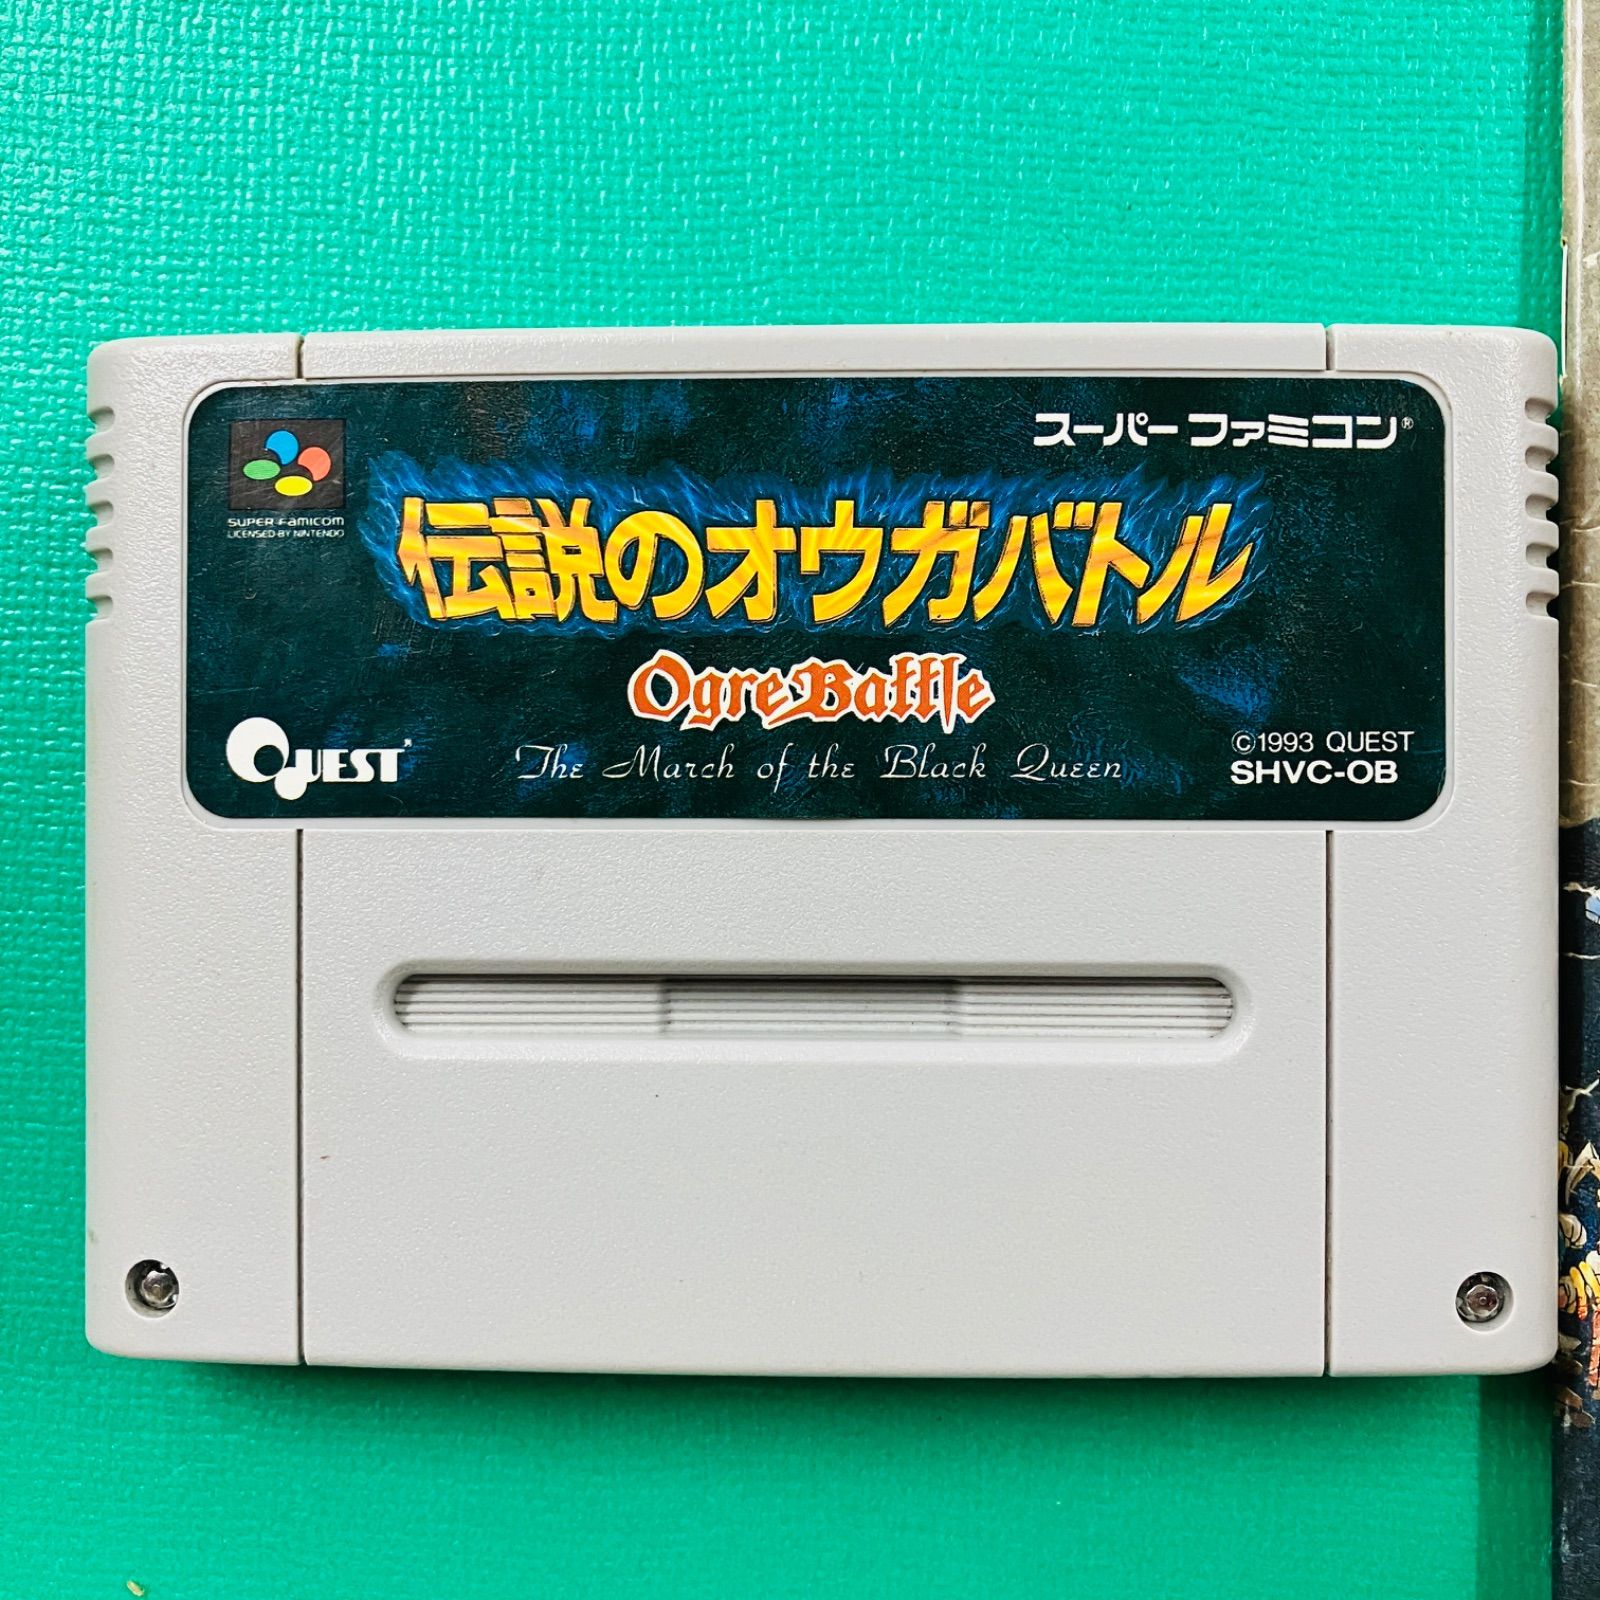 スーパーファミコン®
SUPER FAMICOM
LICENSED BY NINTENDO
伝説のオウガバトル
Ogre Battle
The March of the Black Queen
QUEST
©1993 QUEST
SHVC-OB